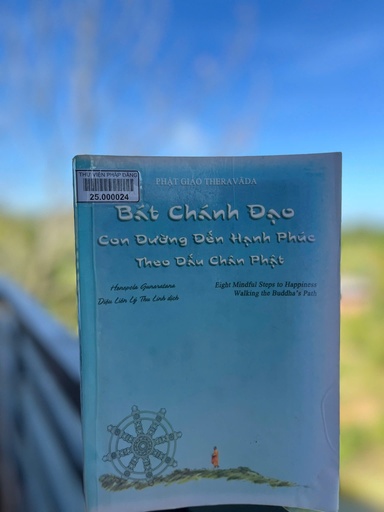 THƯ VIỆN PHÁP ĐĂNG
25.000024
PHẬT GIÁO THERAVĀDA
Bát Chánh Đạo
Con Đường Đến Hạnh Phúc
Theo Dấu Chân Phật
Henepola Gunaratana
Diệu Liên Lý Thu Linh dịch
Eight Mindful Steps to Happiness
Walking the Buddha's Path